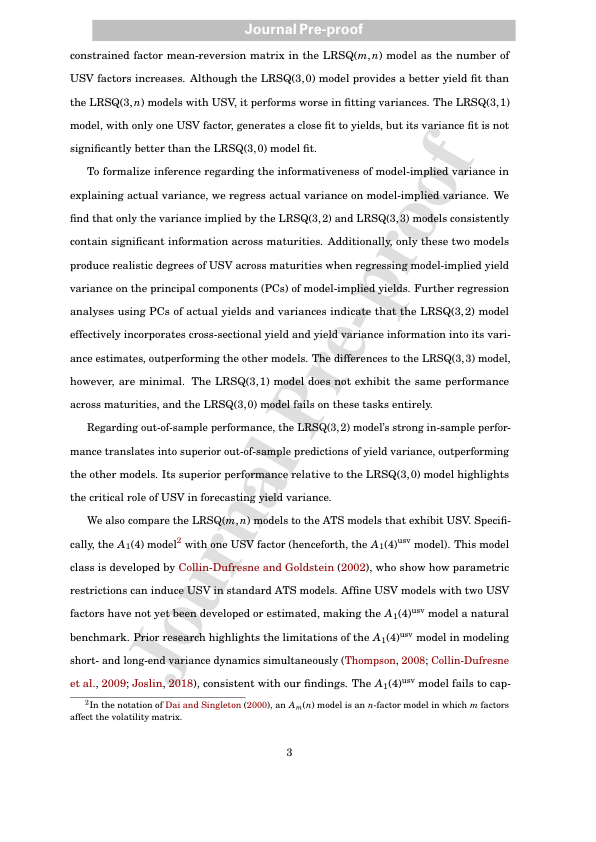 Journal Pre-proof
constrained factor mean-reversion matrix in the LRSQ(m,n) model as the number of
USV factors increases. Although the LRSQ(3,0) model provides a better yield fit than
the LRSQ(3,n) models with USV, it performs worse in fitting variances. The LRSQ(3,1)
model, with only one USV factor, generates a close fit to yields, but its variance fit is not
significantly better than the LRSQ(3,0) model fit.
To formalize inference regarding the informativeness of model-implied variance in
explaining actual variance, we regress actual variance on model-implied variance. We
find that only the variance implied by the LRSQ(3,2) and LRSQ(3,3) models consistently
contain significant information across maturities. Additionally, only these two models
produce realistic degrees of USV across maturities when regressing model-implied yield
variance on the principal components (PCs) of model-implied yields. Further regression
analyses using PCs of actual yields and variances indicate that the LRSQ(3,2) model
effectively incorporates cross-sectional yield and yield variance information into its vari-
ance estimates, outperforming the other models. The differences to the LRSQ(3,3) model,
however, are minimal. The LRSQ(3,1) model does not exhibit the same performance
across maturities, and the LRSQ(3,0) model fails on these tasks entirely.
Regarding out-of-sample performance, the LRSQ(3,2) model's strong in-sample perfor-
mance translates into superior out-of-sample predictions of yield variance, outperforming
the other models. Its superior performance relative to the LRSQ(3,0) model highlights
the critical role of USV in forecasting yield variance.
We also compare the LRSQ(m,n) models to the ATS models that exhibit USV. Specifi-
cally, the A₁(4) model² with one USV factor (henceforth, the A₁(4)ᵘˢᵛ model). This model
class is developed by Collin-Dufresne and Goldstein (2002), who show how parametric
restrictions can induce USV in standard ATS models. Affine USV models with two USV
factors have not yet been developed or estimated, making the A₁(4)ᵘˢᵛ model a natural
benchmark. Prior research highlights the limitations of the A₁(4)ᵘˢᵛ model in modeling
short- and long-end variance dynamics simultaneously (Thompson, 2008; Collin-Dufresne
et al., 2009; Joslin, 2018), consistent with our findings. The A₁(4)ᵘˢᵛ model fails to cap-
²In the notation of Dai and Singleton (2000), an Aₘ(n) model is an n-factor model in which m factors
affect the volatility matrix.
3
Journal Pre-proof